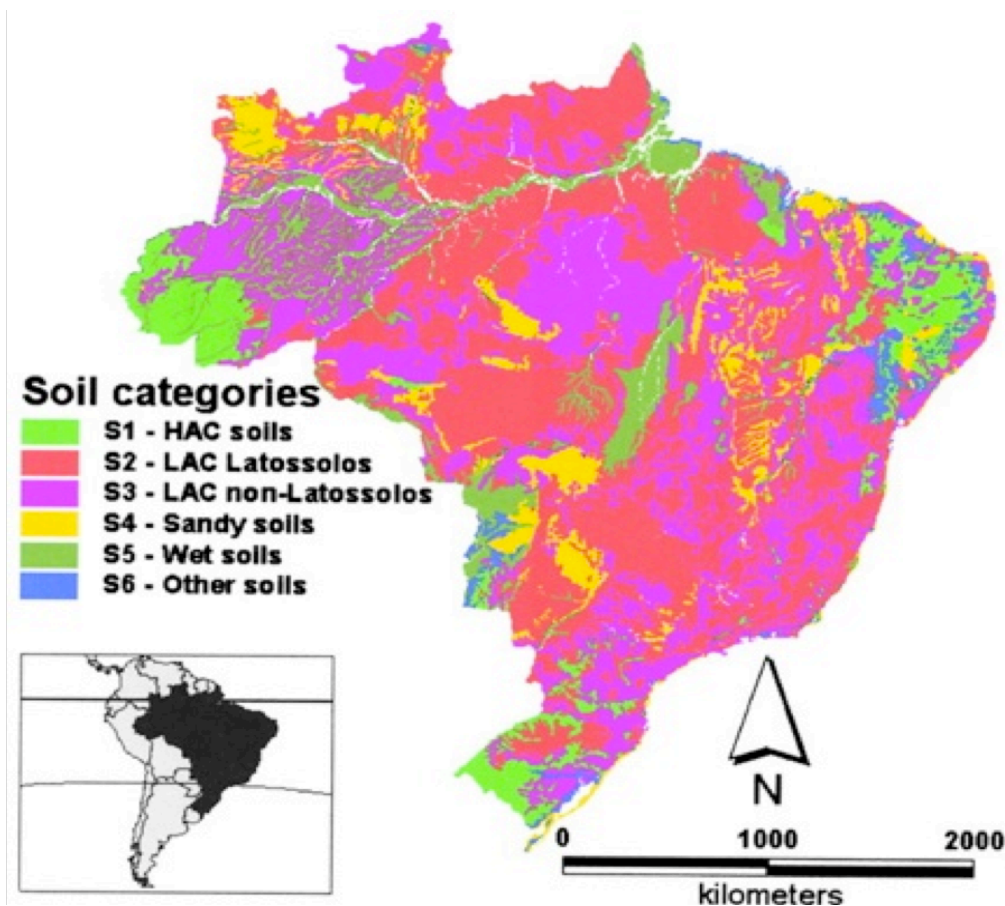 Soil categories
S1 - HAC soils
S2 - LAC Latossolos
S3 - LAC non-Latossolos
S4 - Sandy soils
S5 - Wet soils
S6 - Other soils
N
0 1000 2000
kilometers